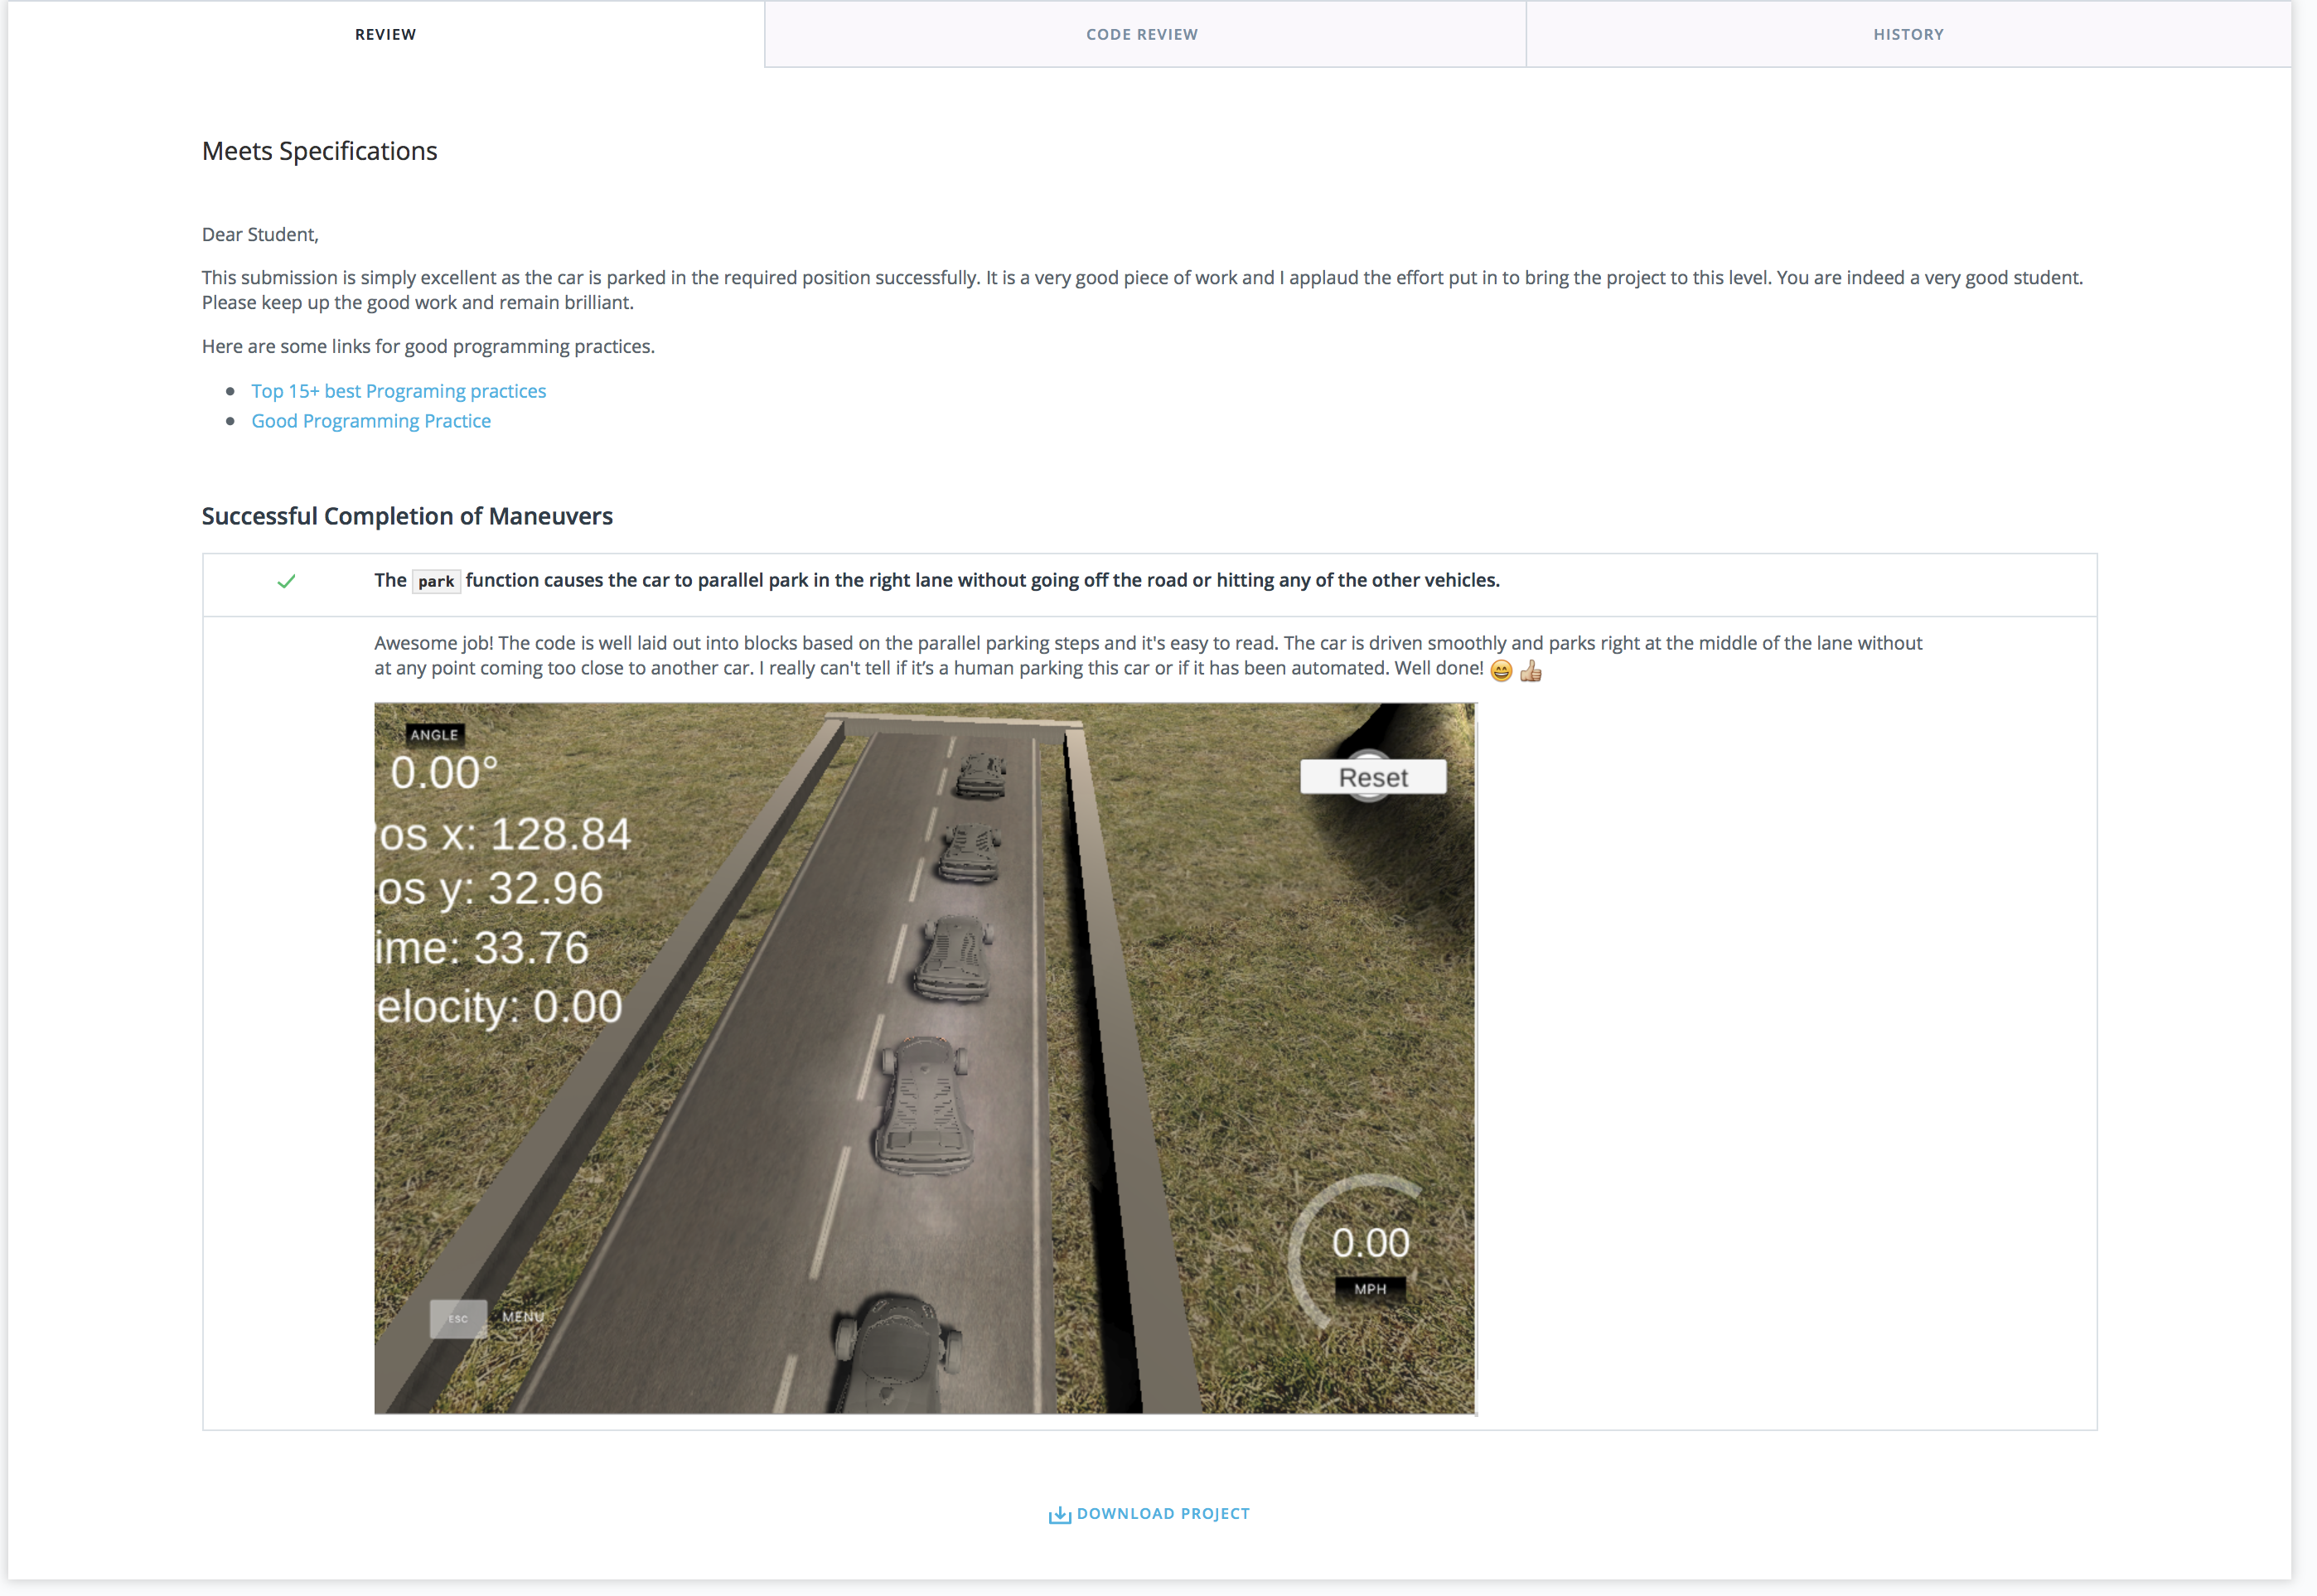 REVIEW
CODE REVIEW
HISTORY
Meets Specifications
Dear Student,
This submission is simply excellent as the car is parked in the required position successfully. It is a very good piece of work and I applaud the effort put in to bring the project to this level. You are indeed a very good student.
Please keep up the good work and remain brilliant.
Here are some links for good programming practices.
Top 15+ best Programing practices
Good Programming Practice
Successful Completion of Maneuvers
The park function causes the car to parallel park in the right lane without going off the road or hitting any of the other vehicles.
Awesome job! The code is well laid out into blocks based on the parallel parking steps and it's easy to read. The car is driven smoothly and parks right at the middle of the lane without
at any point coming too close to another car. I really can't tell if it’s a human parking this car or if it has been automated. Well done! 😄 👍
ANGLE
0.00°
os x: 128.84
os y: 32.96
ime: 33.76
elocity: 0.00
Reset
0.00
MPH
ESC MENU
DOWNLOAD PROJECT